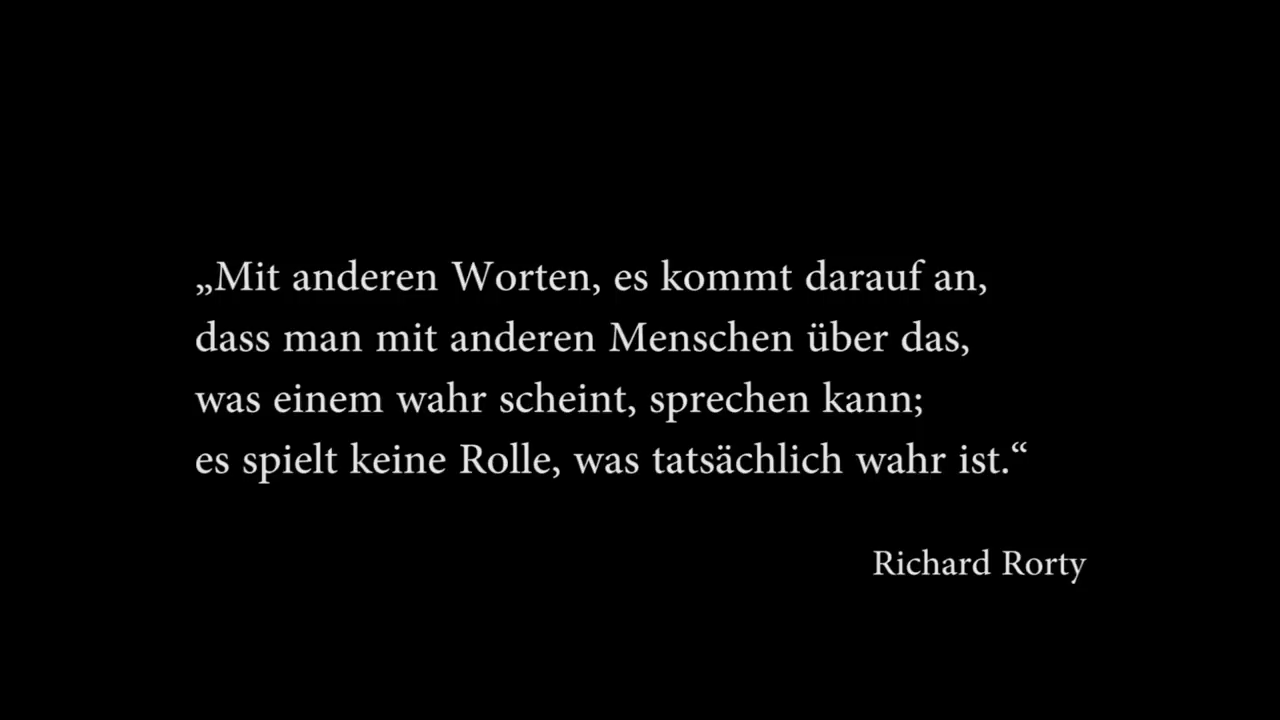 „Mit anderen Worten, es kommt darauf an,
dass man mit anderen Menschen über das,
was einem wahr scheint, sprechen kann;
es spielt keine Rolle, was tatsächlich wahr ist.“
Richard Rorty